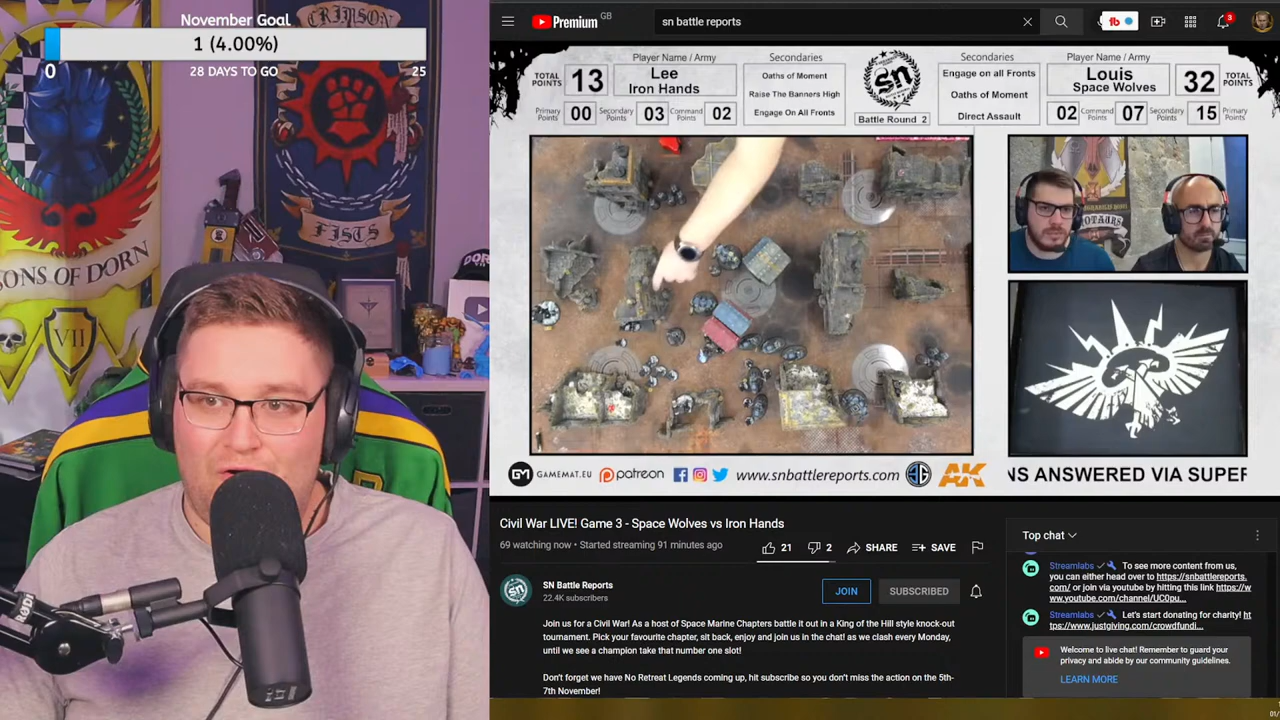 November Goal
1 (4.00%)
0
28 DAYS TO GO
25
CRIMSON
FISTS
SONS OF DORN
VII
DORN
RØDE
Premium
GB
sn battle reports
fb
3
TOTAL POINTS
13
Player Name / Army
Lee
Iron Hands
Primary Points
00
Secondary Points
03
Command Points
02
Secondaries
Oaths of Moment
Raise The Banners High
Engage On All Fronts
sn
Battle Round 2
Secondaries
Engage on all Fronts
Oaths of Moment
Direct Assault
Player Name / Army
Louis
Space Wolves
32
TOTAL POINTS
02
Command Points
07
Secondary Points
15
Primary Points
GM
GAMEMAT.EU
patreon
www.snbattlereports.com
AK
NS ANSWERED VIA SUPER
Civil War LIVE! Game 3 - Space Wolves vs Iron Hands
69 watching now • Started streaming 91 minutes ago
21
2
SHARE
SAVE
SN Battle Reports
22.4K subscribers
JOIN
SUBSCRIBED
Join us for a Civil War! As a host of Space Marine Chapters battle it out in a King of the Hill style knock-out
tournament. Pick your favourite chapter, sit back, enjoy and join us in the chat! as we clash every Monday,
until we see a champion take that number one slot!
Don't forget we have No Retreat Legends coming up, hit subscribe so you don't miss the action on the 5th-
7th November!
Top chat
Streamlabs To see more content from us,
you can either head over to https://snbattlereports.
com/ or join via youtube by hitting this link https://w
ww.youtube.com/channel/UC0pu...
Streamlabs Let's start donating for charity! ht
tps://www.justgiving.com/crowdfundi...
Welcome to live chat! Remember to guard your
privacy and abide by our community guidelines.
LEARN MORE
01/